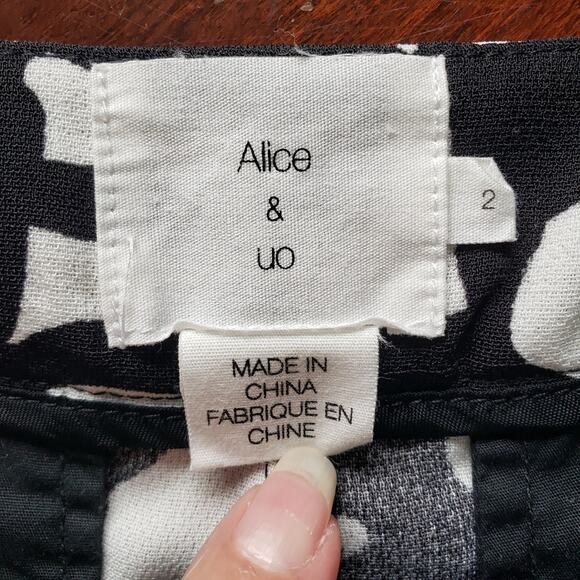 Alice
&
uo
2
MADE IN
CHINA
FABRIQUE EN
CHINE